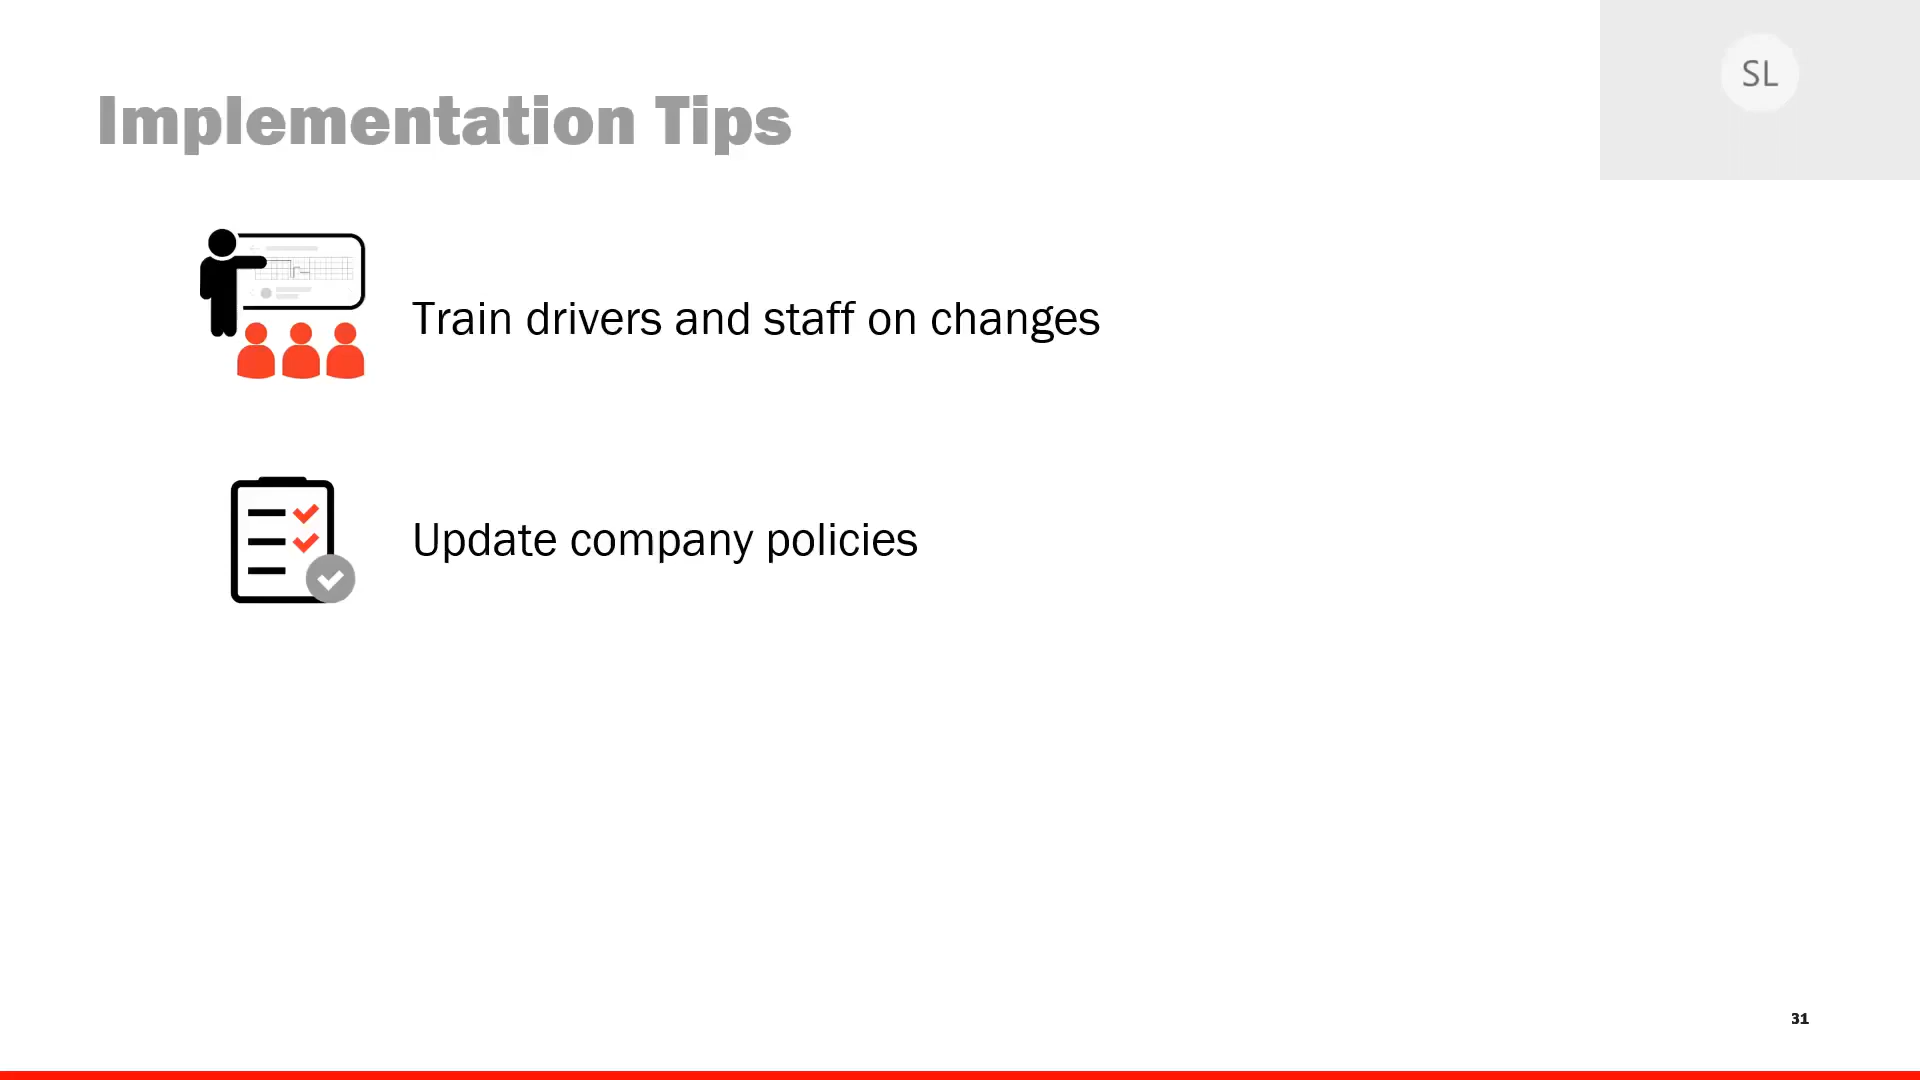 SL
Implementation Tips
Train drivers and staff on changes
Update company policies
31